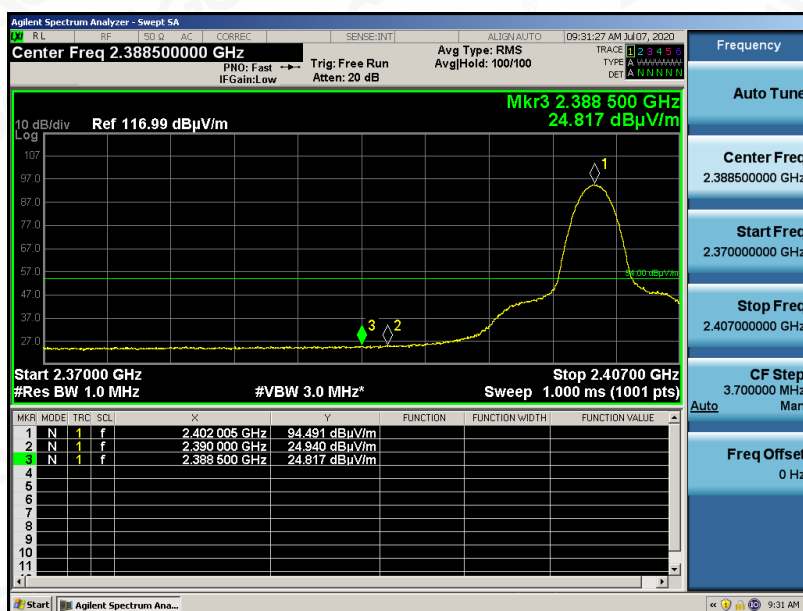 Agilent Spectrum Analyzer - Swept SA
LXI RL RF 50 Ω AC CORREC SENSE:INT ALIGN AUTO 09:31:27 AM Jul 07, 2020
Center Freq 2.388500000 GHz
PNO: Fast
IFGain:Low
Trig: Free Run
Atten: 20 dB
Avg Type: RMS
Avg|Hold: 100/100
TRACE 1 2 3 4 5 6
TYPE A WWWWW
DET A N N N N N
Mkr3 2.388 500 GHz
24.817 dBµV/m
10 dB/div Ref 116.99 dBµV/m
Log
107
97.0
87.0
77.0
67.0
57.0
47.0
37.0
27.0
1
54.00 dBµV/m
3
2
Start 2.37000 GHz Stop 2.40700 GHz
#Res BW 1.0 MHz #VBW 3.0 MHz* Sweep 1.000 ms (1001 pts)
MKR MODE TRC SCL X Y FUNCTION FUNCTION WIDTH FUNCTION VALUE
1 N 1 f 2.402 005 GHz 94.491 dBµV/m
2 N 1 f 2.390 000 GHz 24.940 dBµV/m
3 N 1 f 2.388 500 GHz 24.817 dBµV/m
4
5
6
7
8
9
10
11
Frequency
Auto Tune
Center Freq
2.388500000 GHz
Start Freq
2.370000000 GHz
Stop Freq
2.407000000 GHz
CF Step
3.700000 MHz
Auto Man
Freq Offset
0 Hz
Start Agilent Spectrum Ana... 9:31 AM